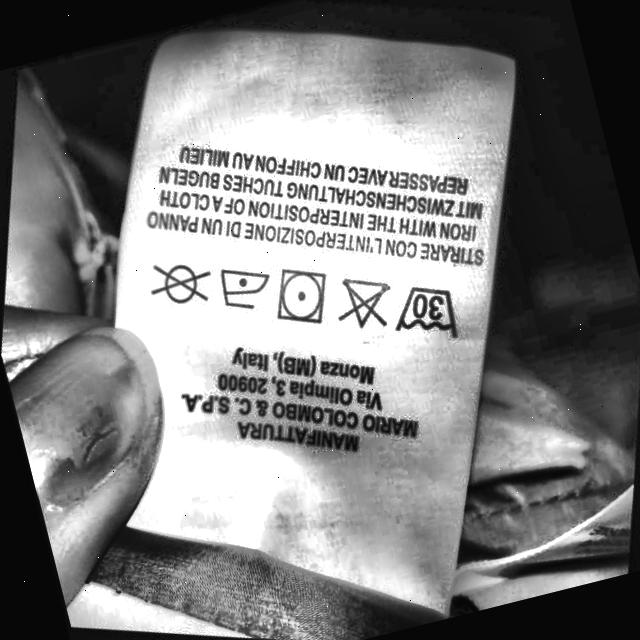 MANIFATTURA
MARIO COLOMBO & C. S.P.A.
Via Olimpia 3, 20900
Monza (MB), Italy
30
STIRARE CON L'INTERPOSIZIONE DI UN PANNO
IRON WITH THE INTERPOSITION OF A CLOTH
MIT ZWISCHENSCHALTUNG TUCHES BUGELN
REPASSER AVEC UN CHIFFON AU MILIEU